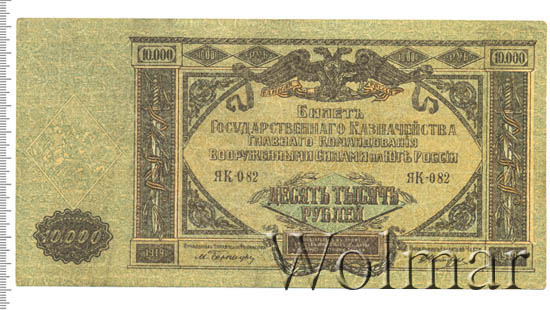 10.000 10.000
Билетъ
Государственнаго Казначейства
Главнаго Командованія
Вооруженными Силами на Югѣ Россіи
ЯК-082 ЯК-082
ДЕСЯТЬ ТЫСЯЧЪ
РУБЛЕЙ
10.000
1919
Wolmar